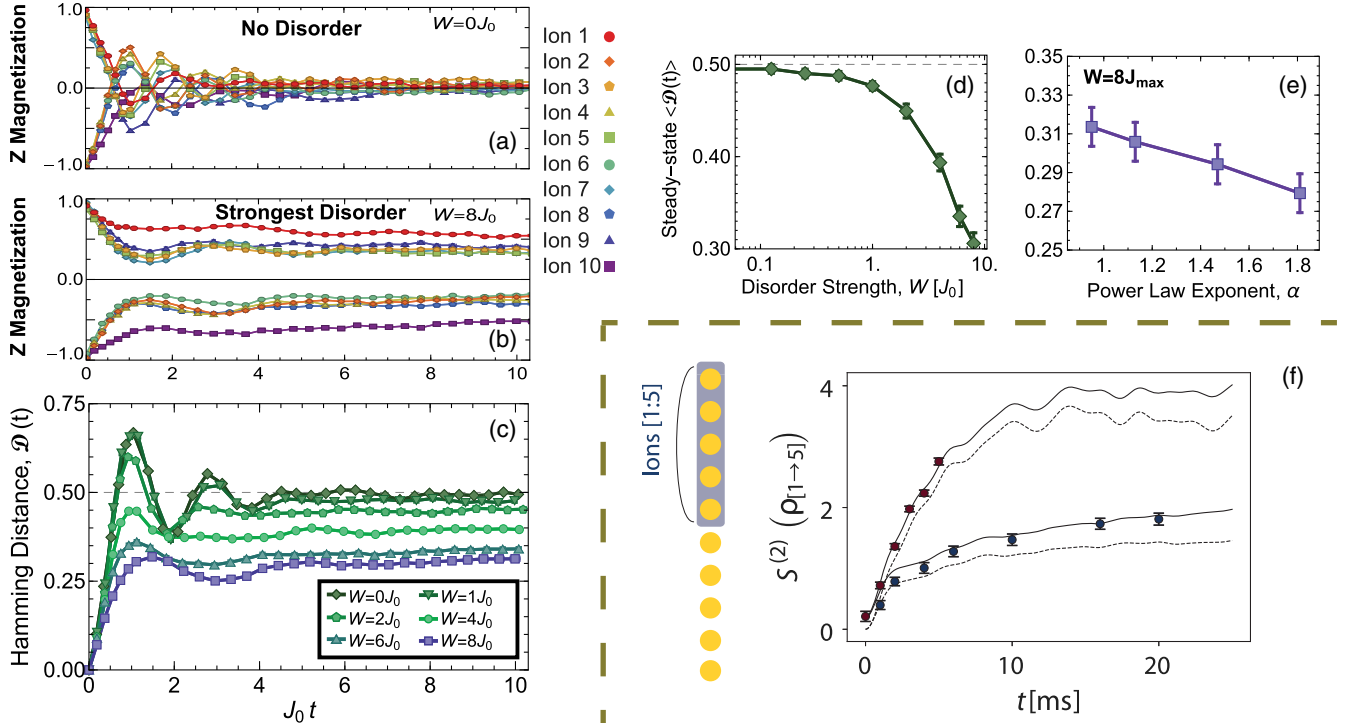 1.0
No Disorder
W=0J₀
0.0
−1.0
Z Magnetization
(a)
0 2 4 6 8 10
1.0
Strongest Disorder
W=8J₀
0.0
−1.0
Z Magnetization
(b)
0 2 4 6 8 10
Ion 1
Ion 2
Ion 3
Ion 4
Ion 5
Ion 6
Ion 7
Ion 8
Ion 9
Ion 10
0.75
0.50
0.25
0.00
Hamming Distance, 𝒟(t)
(c)
W=0J₀ W=1J₀
W=2J₀ W=4J₀
W=6J₀ W=8J₀
0 2 4 6 8 10
J₀ t
0.50
0.40
0.30
Steady–state <𝒟(t)>
(d)
0.1 1. 10.
Disorder Strength, W [J₀]
0.35
0.33
0.31
0.29
0.27
0.25
W=8Jmax
(e)
1. 1.2 1.4 1.6 1.8
Power Law Exponent, α
Ions [1:5]
4
2
0
S⁽²⁾ (ρ[1→5])
(f)
0 10 20
t [ms]